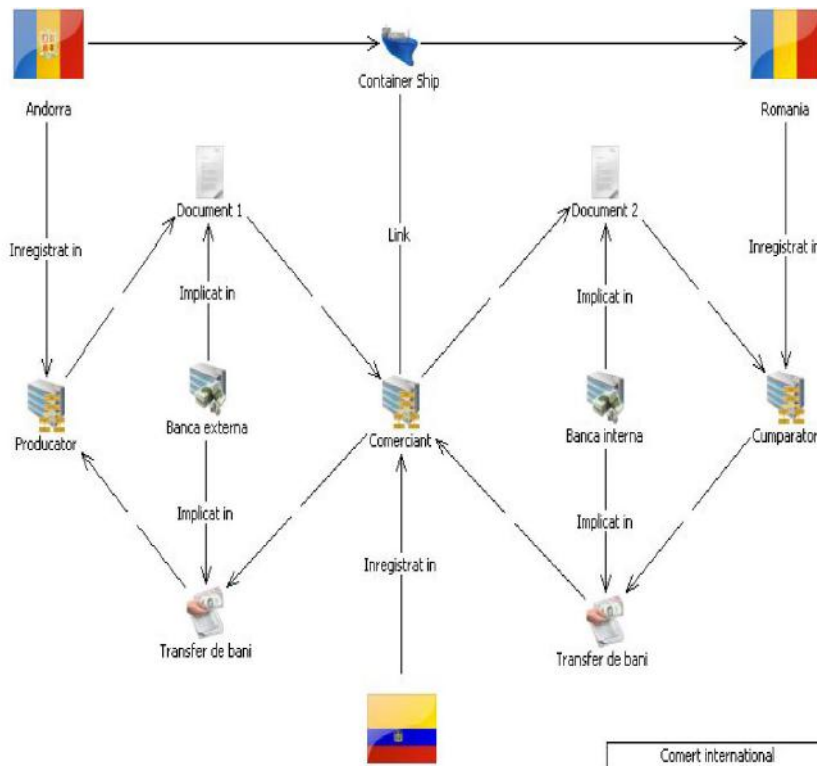 Container Ship
Andorra
Romania
Document 1
Document 2
Inregistrat in
Link
Inregistrat in
Implicat in
Implicat in
Producator
Banca externa
Comerciant
Banca interna
Cumparator
Implicat in
Implicat in
Inregistrat in
Transfer de bani
Transfer de bani
Comert international